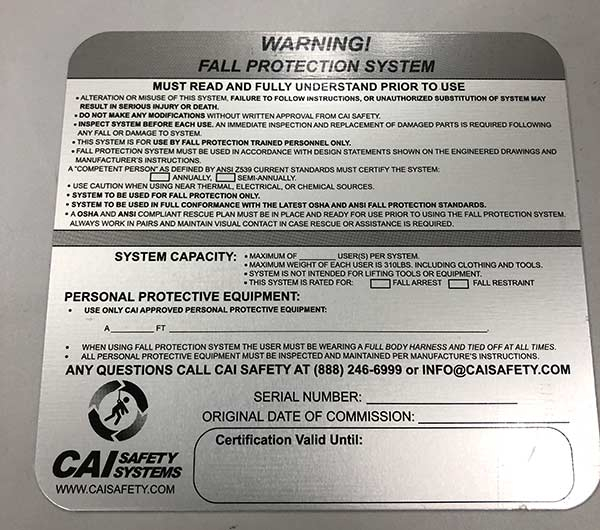 WARNING!
FALL PROTECTION SYSTEM
MUST READ AND FULLY UNDERSTAND PRIOR TO USE
• ALTERATION OR MISUSE OF THIS SYSTEM, FAILURE TO FOLLOW INSTRUCTIONS, OR UNAUTHORIZED SUBSTITUTION OF SYSTEM MAY
RESULT IN SERIOUS INJURY OR DEATH.
• DO NOT MAKE ANY MODIFICATIONS WITHOUT WRITTEN APPROVAL FROM CAI SAFETY.
• INSPECT SYSTEM BEFORE EACH USE. AN IMMEDIATE INSPECTION AND REPLACEMENT OF DAMAGED PARTS IS REQUIRED FOLLOWING
ANY FALL OR DAMAGE TO SYSTEM.
• THIS SYSTEM IS FOR USE BY FALL PROTECTION TRAINED PERSONNEL ONLY.
• FALL PROTECTION SYSTEM MUST BE USED IN ACCORDANCE WITH DESIGN STATEMENTS SHOWN ON THE ENGINEERED DRAWINGS AND
MANUFACTURER'S INSTRUCTIONS.
A "COMPETENT PERSON" AS DEFINED BY ANSI Z539 CURRENT STANDARDS MUST CERTIFY THE SYSTEM:
ANNUALLY, SEMI-ANNUALLY.
• USE CAUTION WHEN USING NEAR THERMAL, ELECTRICAL, OR CHEMICAL SOURCES.
• SYSTEM TO BE USED FOR FALL PROTECTION ONLY.
• SYSTEM TO BE USED IN FULL CONFORMANCE WITH THE LATEST OSHA AND ANSI FALL PROTECTION STANDARDS.
• A OSHA AND ANSI COMPLIANT RESCUE PLAN MUST BE IN PLACE AND READY FOR USE PRIOR TO USING THE FALL PROTECTION SYSTEM.
ALWAYS WORK IN PAIRS AND MAINTAIN VISUAL CONTACT IN CASE RESCUE OR ASSISTANCE IS REQUIRED.
SYSTEM CAPACITY: • MAXIMUM OF ______ USER(S) PER SYSTEM.
• MAXIMUM WEIGHT OF EACH USER IS 310LBS. INCLUDING CLOTHING AND TOOLS.
• SYSTEM IS NOT INTENDED FOR LIFTING TOOLS OR EQUIPMENT.
• THIS SYSTEM IS RATED FOR: FALL ARREST FALL RESTRAINT
PERSONAL PROTECTIVE EQUIPMENT:
• USE ONLY CAI APPROVED PERSONAL PROTECTIVE EQUIPMENT:
A______ FT ______.
• WHEN USING FALL PROTECTION SYSTEM THE USER MUST BE WEARING A FULL BODY HARNESS AND TIED OFF AT ALL TIMES.
• ALL PERSONAL PROTECTIVE EQUIPMENT MUST BE INSPECTED AND MAINTAINED PER MANUFACTURE'S INSTRUCTIONS.
ANY QUESTIONS CALL CAI SAFETY AT (888) 246-6999 or INFO@CAISAFETY.COM
SERIAL NUMBER: ______
ORIGINAL DATE OF COMMISSION: ______
Certification Valid Until:
CAI SAFETY SYSTEMS
WWW.CAISAFETY.COM